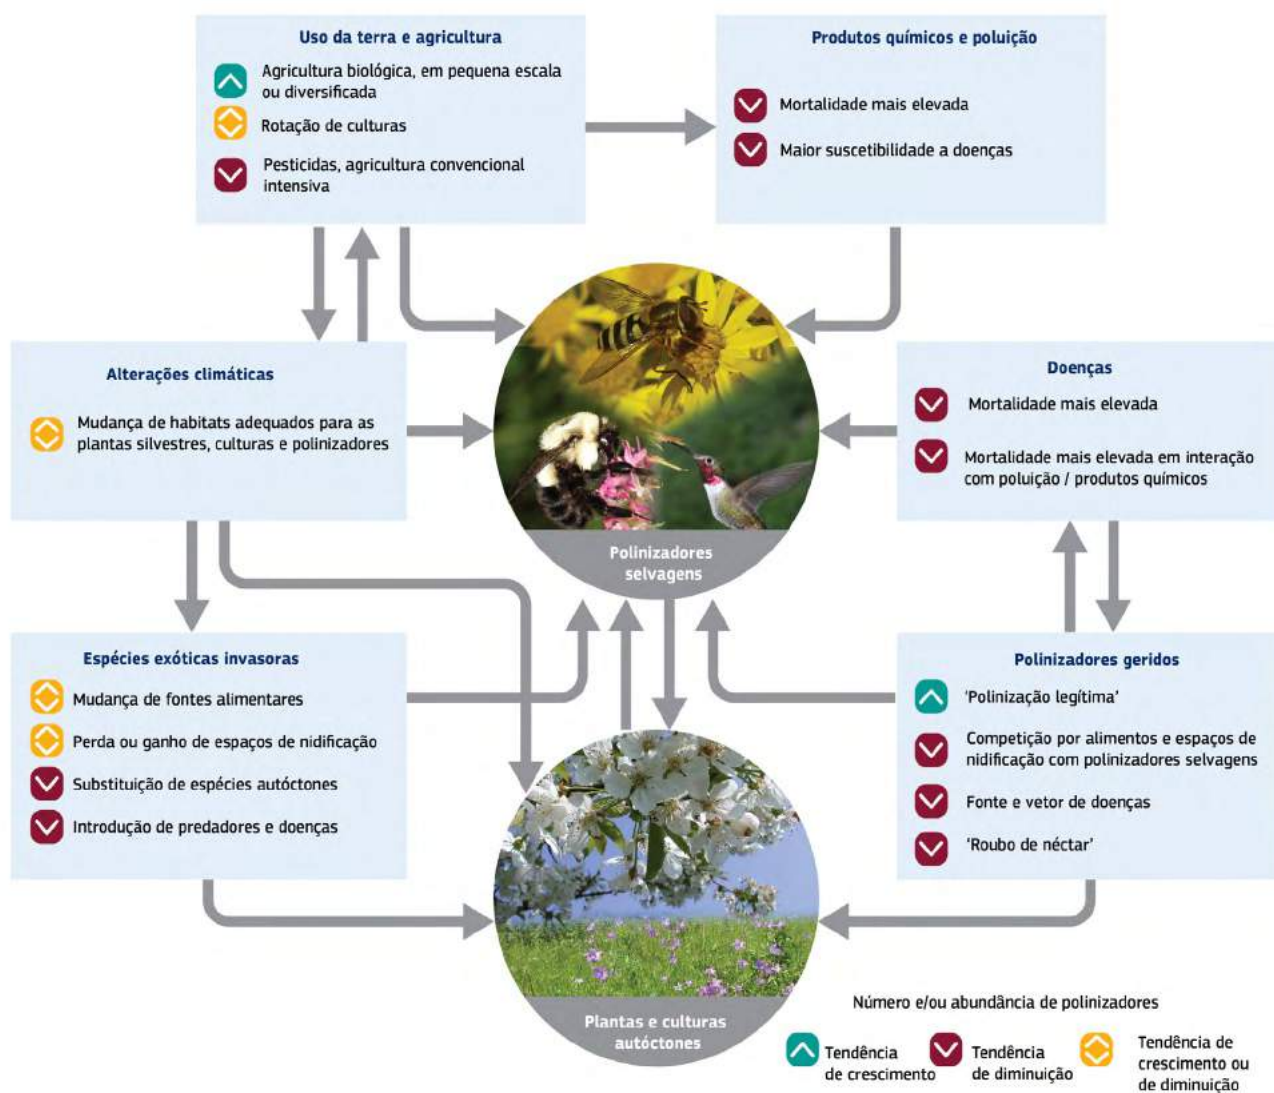 Uso da terra e agricultura
Agricultura biológica, em pequena escala
ou diversificada
Rotação de culturas
Pesticidas, agricultura convencional
intensiva
Produtos químicos e poluição
Mortalidade mais elevada
Maior suscetibilidade a doenças
Alterações climáticas
Mudança de habitats adequados para as
plantas silvestres, culturas e polinizadores
Polinizadores
selvagens
Doenças
Mortalidade mais elevada
Mortalidade mais elevada em interação
com poluição / produtos químicos
Espécies exóticas invasoras
Mudança de fontes alimentares
Perda ou ganho de espaços de nidificação
Substituição de espécies autóctones
Introdução de predadores e doenças
Polinizadores geridos
‘Polinização legítima’
Competição por alimentos e espaços de
nidificação com polinizadores selvagens
Fonte e vetor de doenças
‘Roubo de néctar’
Plantas e culturas
autóctones
Número e/ou abundância de polinizadores
Tendência
de crescimento
Tendência
de diminuição
Tendência de
crescimento ou
de diminuição